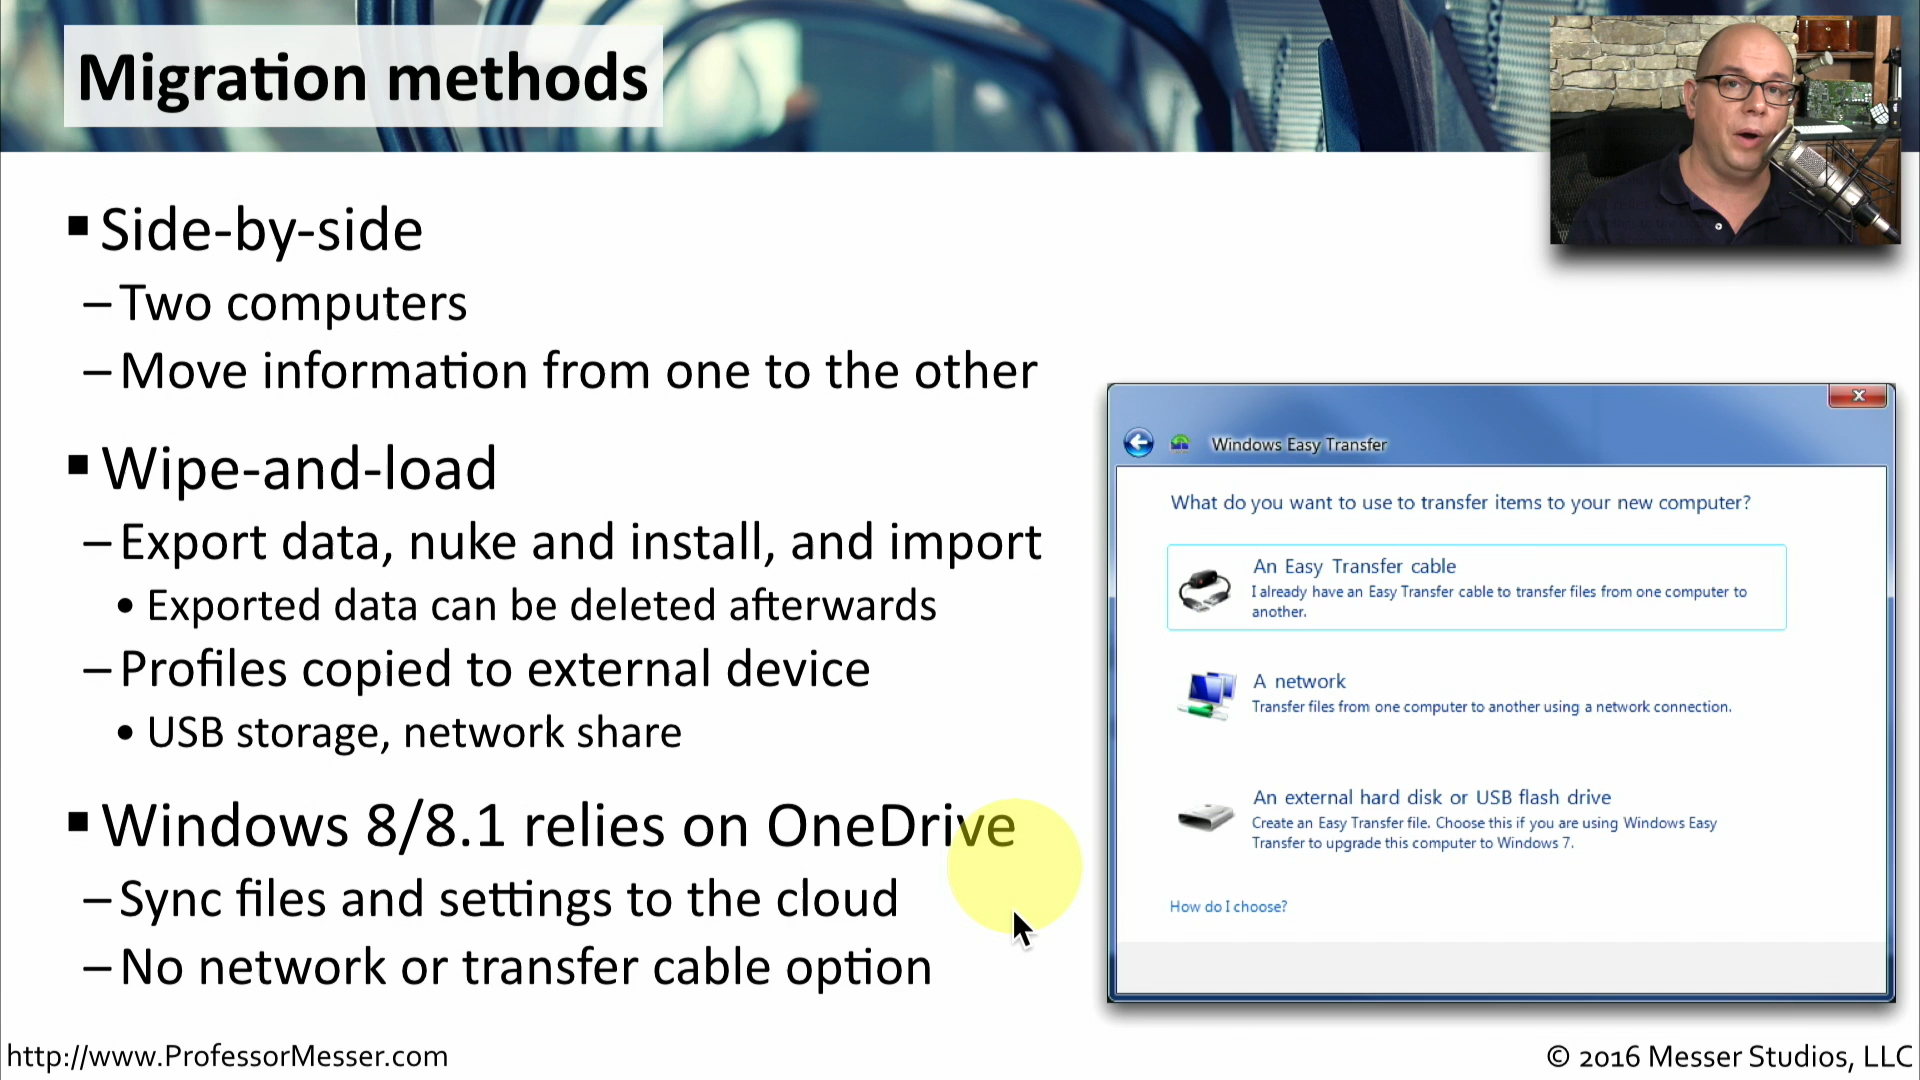 Migration methods
▪ Side-by-side
– Two computers
– Move information from one to the other
▪ Wipe-and-load
– Export data, nuke and install, and import
• Exported data can be deleted afterwards
– Profiles copied to external device
• USB storage, network share
▪ Windows 8/8.1 relies on OneDrive
– Sync files and settings to the cloud
– No network or transfer cable option
Windows Easy Transfer
What do you want to use to transfer items to your new computer?
An Easy Transfer cable
I already have an Easy Transfer cable to transfer files from one computer to
another.
A network
Transfer files from one computer to another using a network connection.
An external hard disk or USB flash drive
Create an Easy Transfer file. Choose this if you are using Windows Easy
Transfer to upgrade this computer to Windows 7.
How do I choose?
http://www.ProfessorMesser.com
© 2016 Messer Studios, LLC